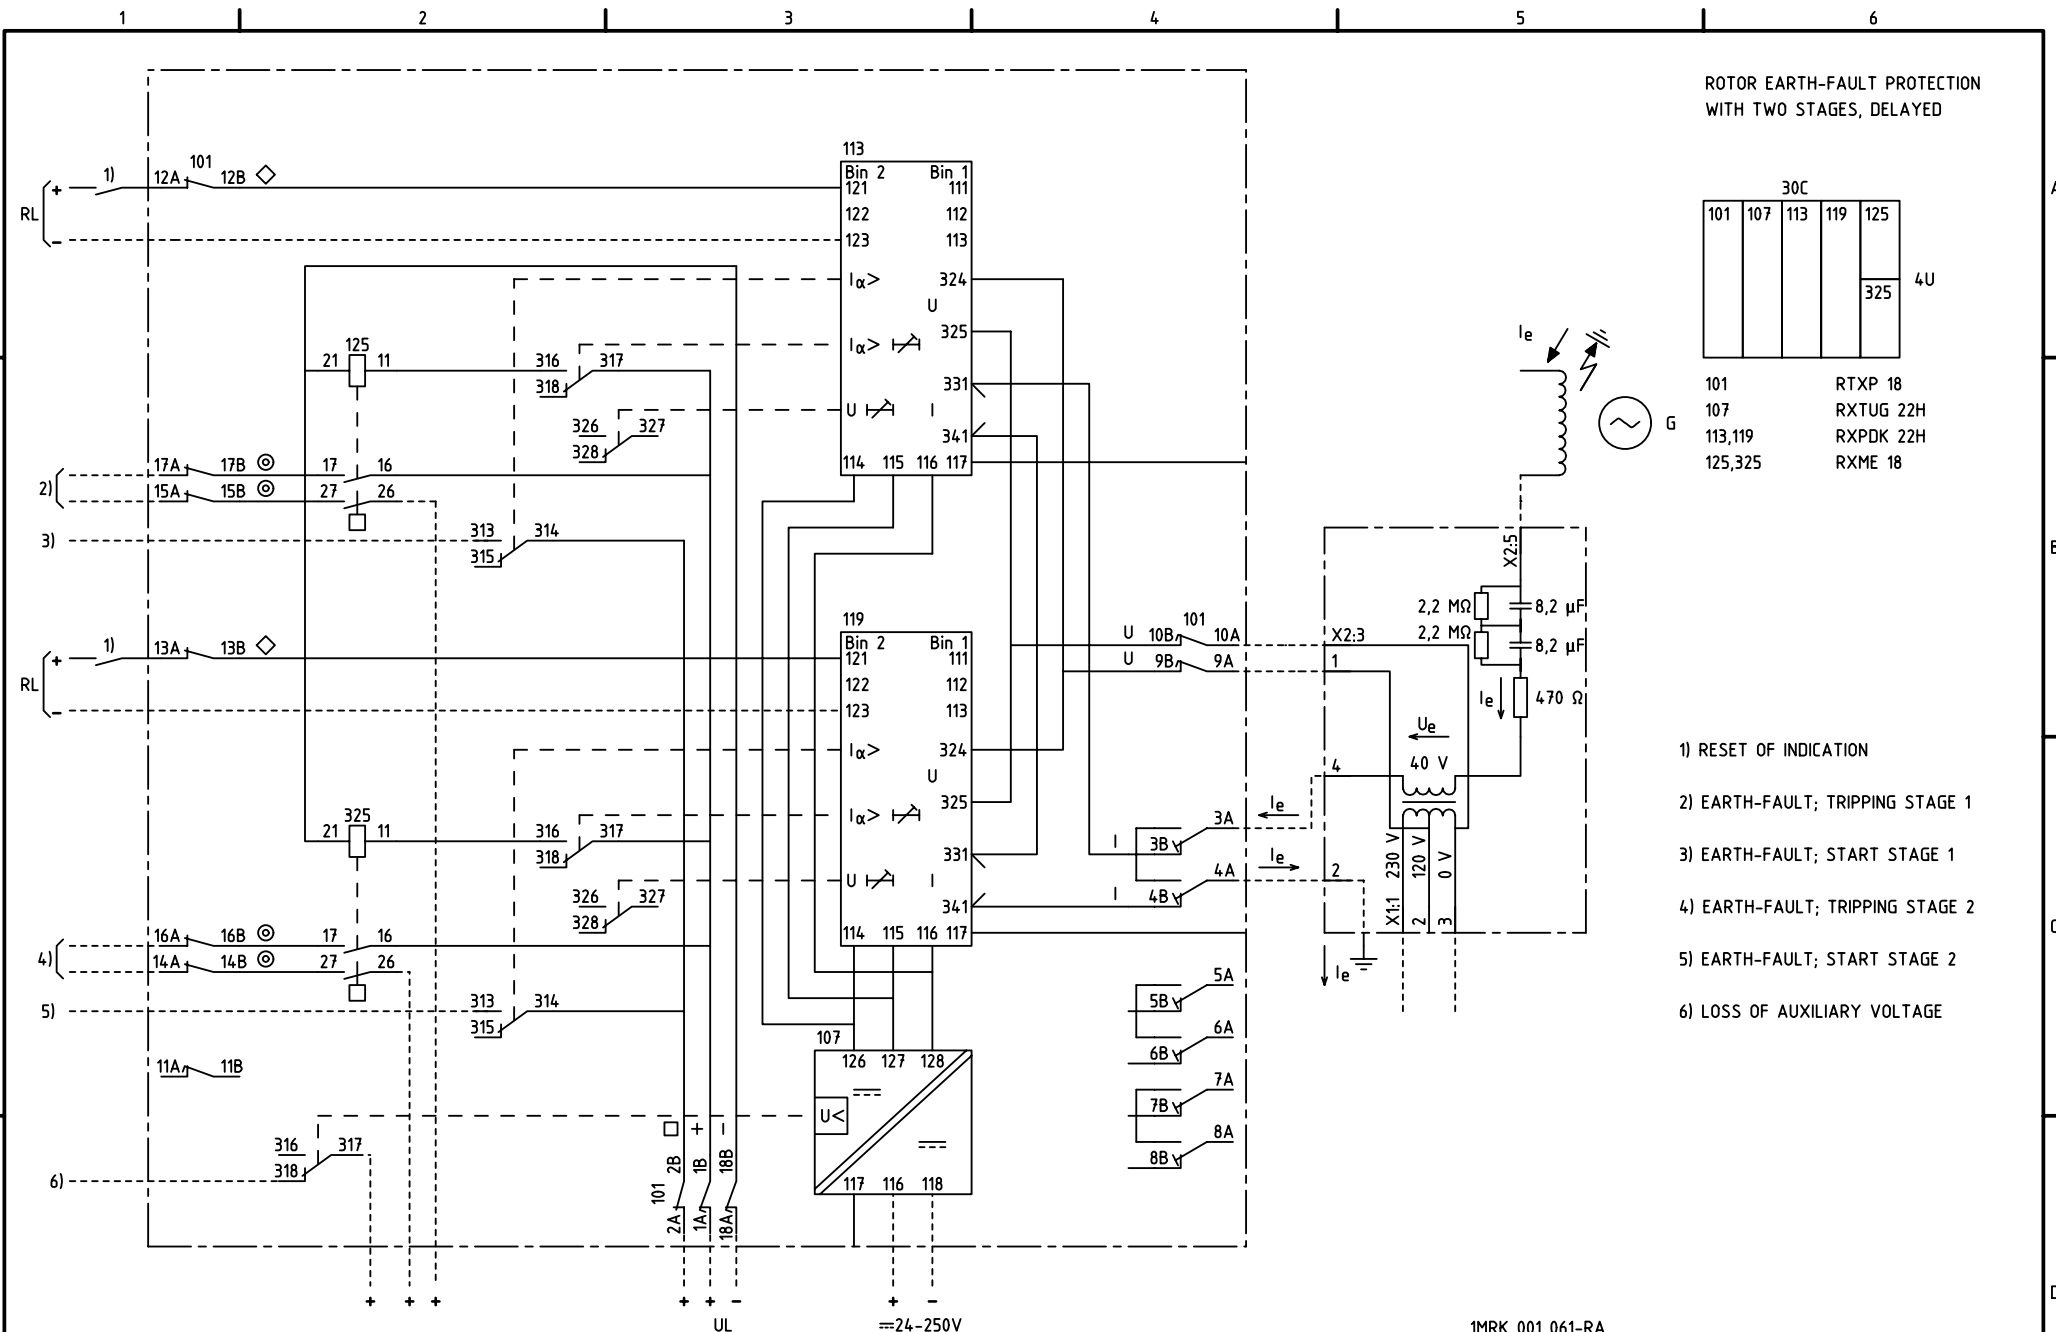 1 2 3 4 5 6
ROTOR EARTH-FAULT PROTECTION
WITH TWO STAGES, DELAYED
113
Bin 2 Bin 1
RL + 1) 12A 101 12B 121 111
122 112
- 123 113
Iα> 324
U
325
Iα>
331
U I
341
114 115 116 117
30C
101 107 113 119 125
325
4U
101 RTXP 18
107 RXTUG 22H
113,119 RXPDK 22H
125,325 RXME 18
Ie
G
A
125
21 11 316 317
318
326 327
328
2) 17A 17B 17 16
15A 15B 27 26
3) 313 314
315
B
X2:5
2,2 MΩ 8,2 µF
2,2 MΩ 8,2 µF
Ie 470 Ω
Ue
40 V
119
Bin 2 Bin 1
RL + 1) 13A 13B 121 111
122 112
- 123 113
Iα> 324
U
325
Iα>
331
U I
341
114 115 116 117
U 10B 101 10A X2:3
U 9B 9A 1
4
Ie 3A
I 3B
Ie 4A 2
I 4B
X1:1 230 V
2 120 V
3 0 V
Ie
1) RESET OF INDICATION
2) EARTH-FAULT; TRIPPING STAGE 1
3) EARTH-FAULT; START STAGE 1
4) EARTH-FAULT; TRIPPING STAGE 2
5) EARTH-FAULT; START STAGE 2
6) LOSS OF AUXILIARY VOLTAGE
325
21 11 316 317
318
326 327
328
4) 16A 16B 17 16
14A 14B 27 26
5) 313 314
315
11A 11B
5A
5B
6A
6B
7A
7B
8A
8B
107
126 127 128
U<
117 116 118
316 317
6) 318
+ -
2B 1B 18B
101
2A 1A 18A
+ + + + + - + -
UL 24-250V
1MRK 001 061-RA